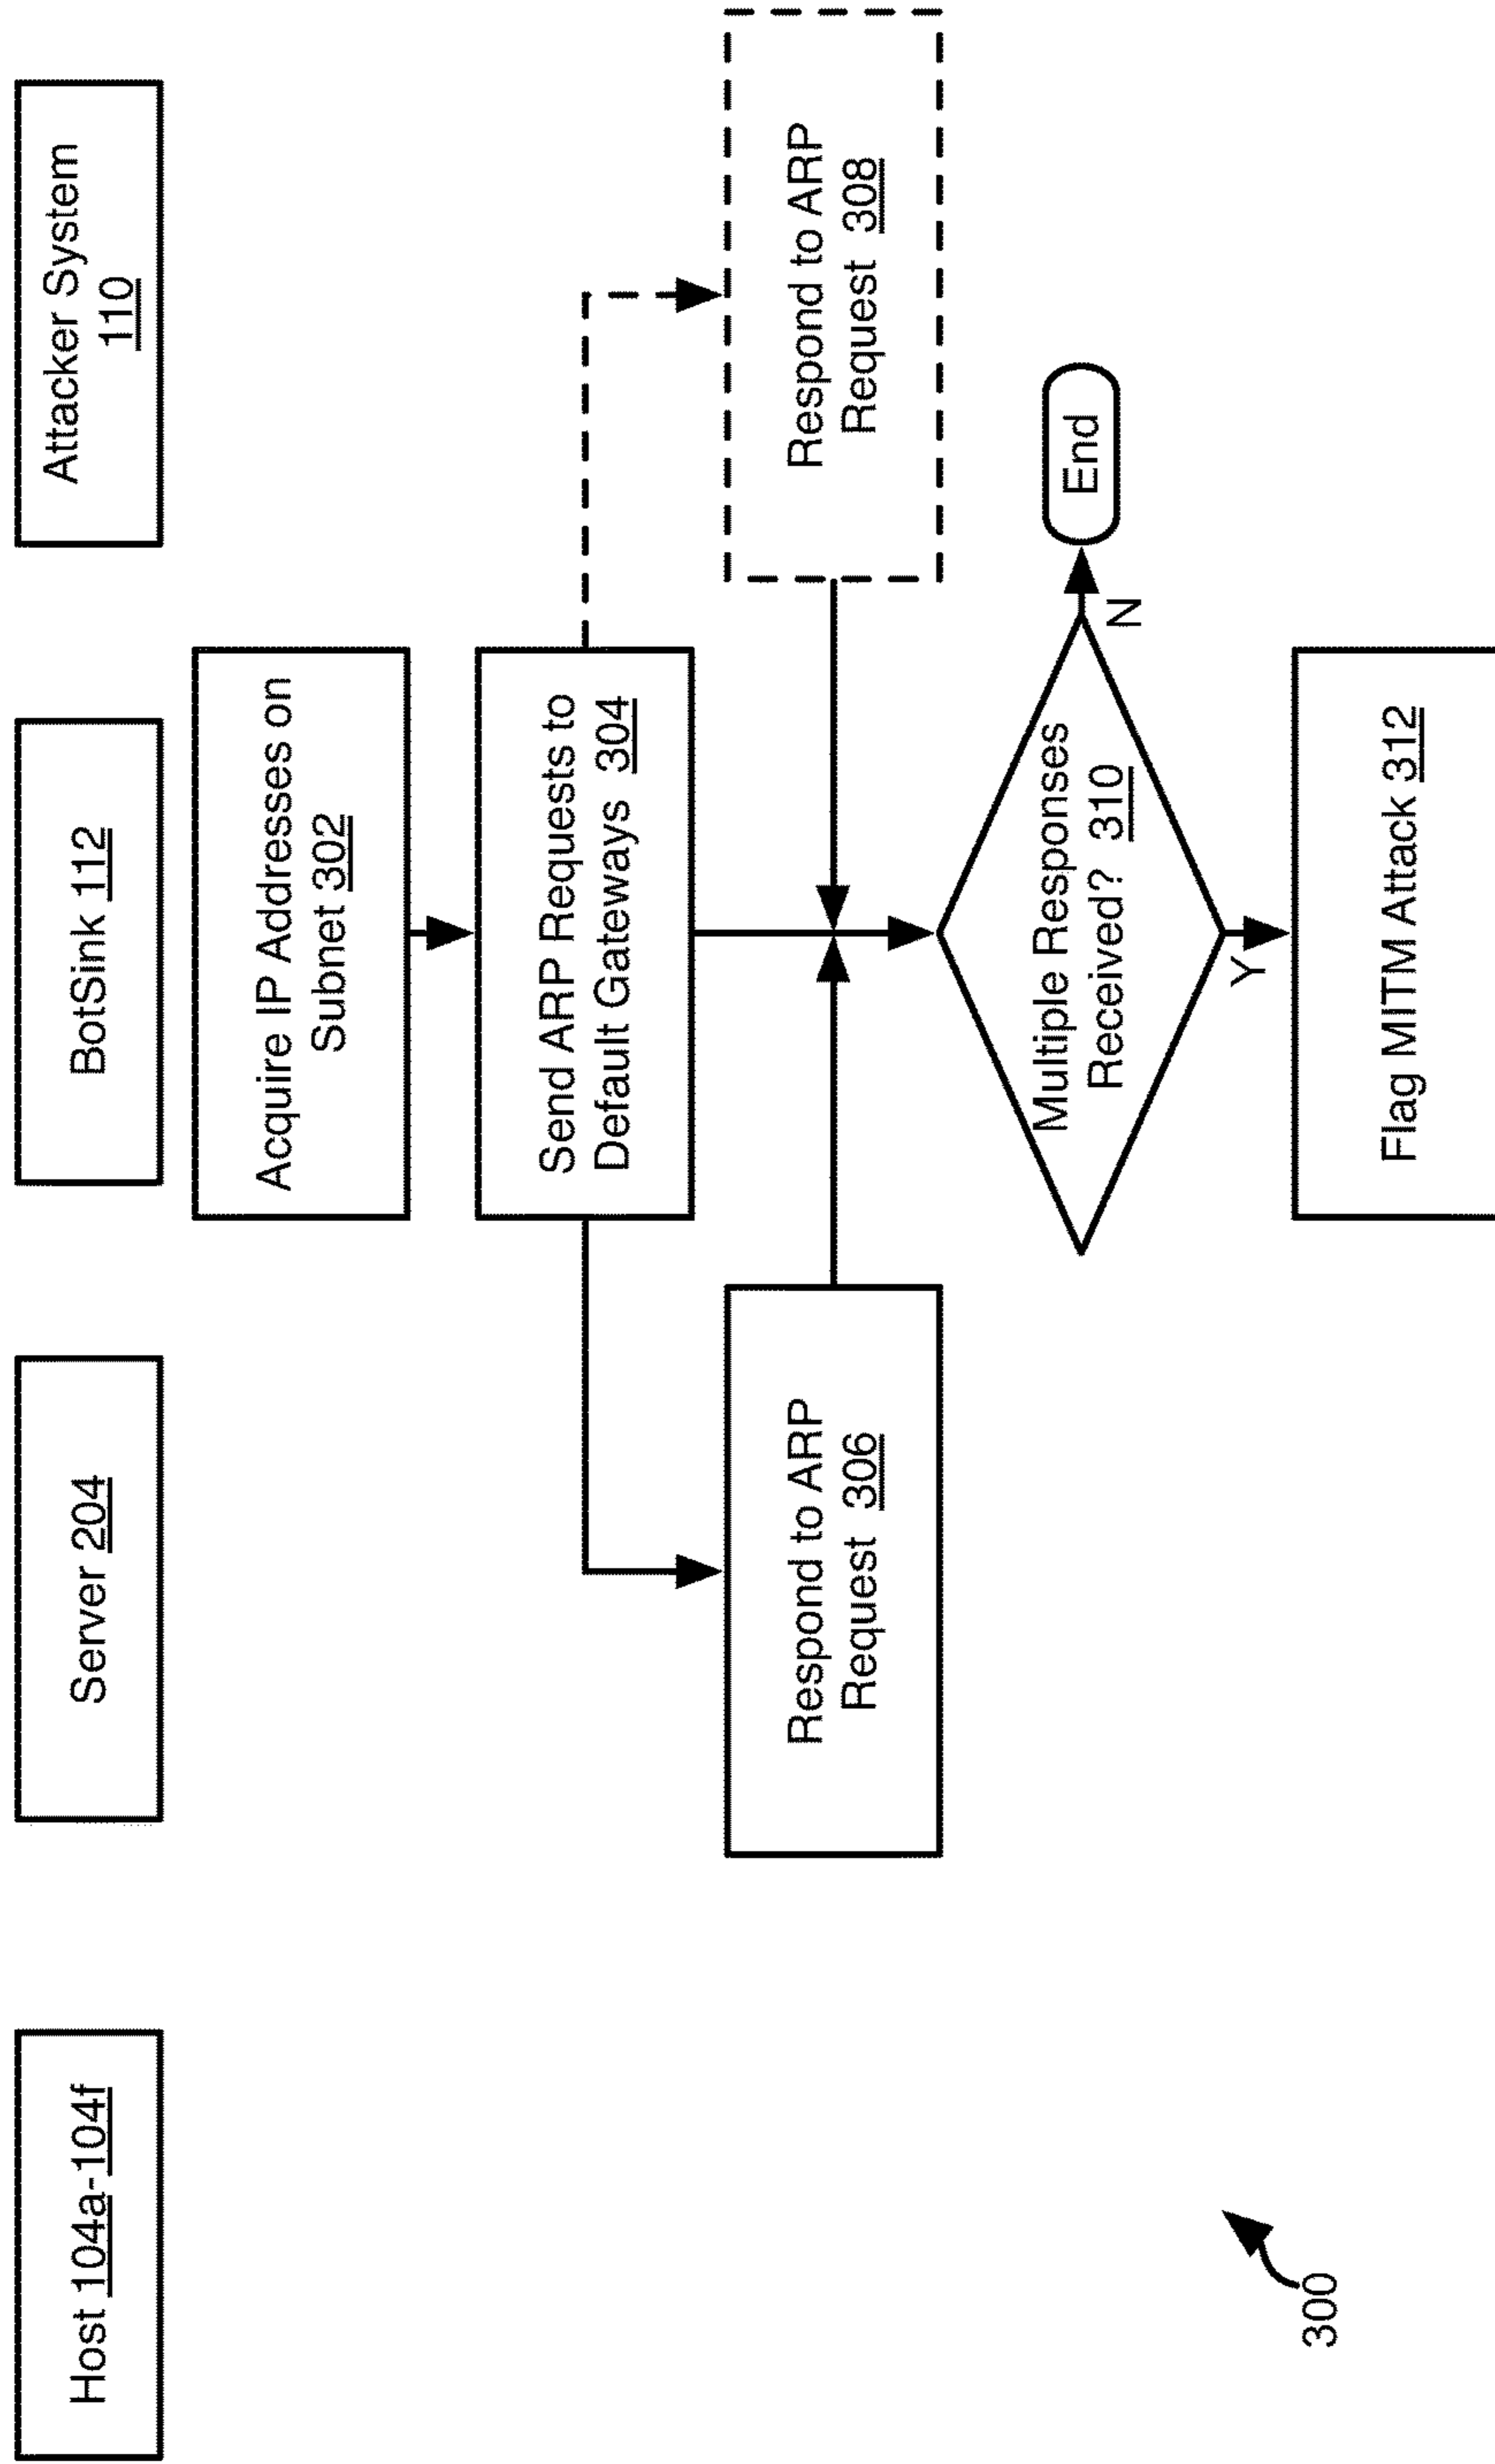 Host 104a-104f
Server 204
BotSink 112
Attacker System
110
Acquire IP Addresses on
Subnet 302
Send ARP Requests to
Default Gateways 304
Respond to ARP
Request 306
Respond to ARP
Request 308
Multiple Responses
Received? 310
N
End
Y
Flag MITM Attack 312
300